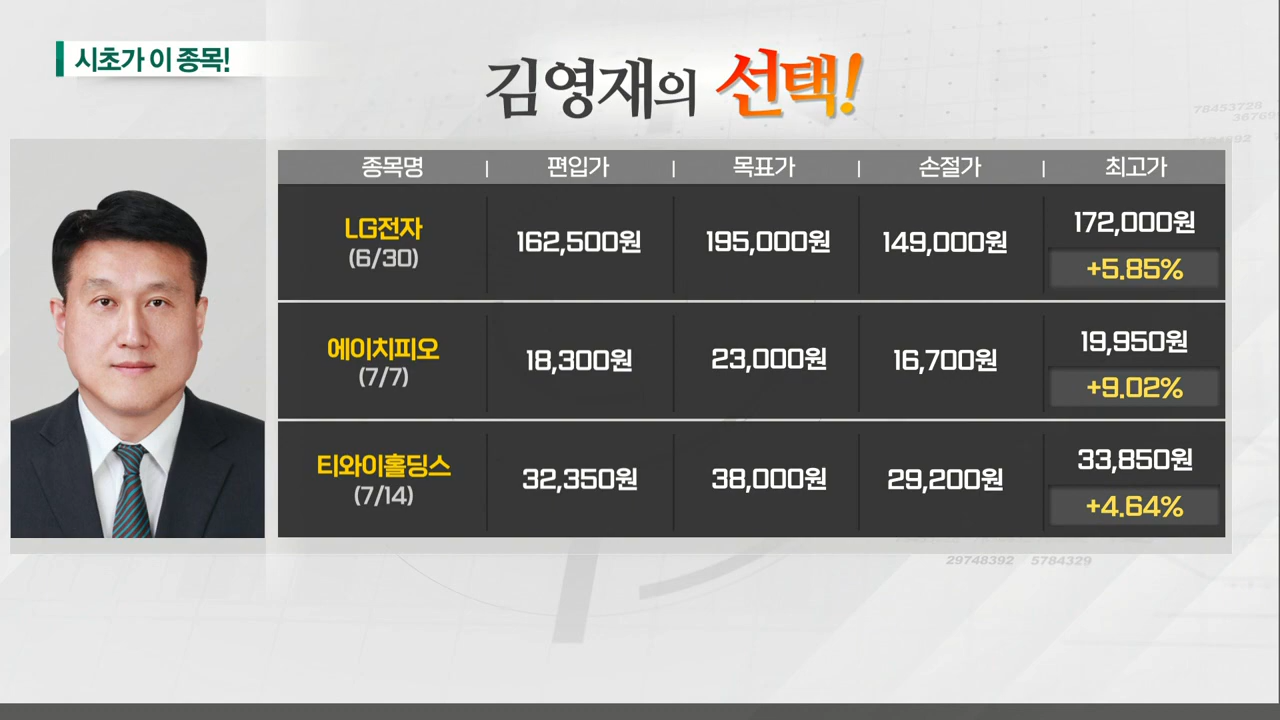 시초가 이 종목!
김영재의 선택!
종목명 | 편입가 | 목표가 | 손절가 | 최고가
LG전자 162,500원 195,000원 149,000원 172,000원
(6/30) +5.85%
에이치피오 18,300원 23,000원 16,700원 19,950원
(7/7) +9.02%
티와이홀딩스 32,350원 38,000원 29,200원 33,850원
(7/14) +4.64%
78453728
29748392 5784329